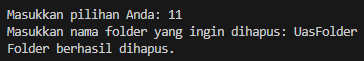 Masukkan pilihan Anda: 11
Masukkan nama folder yang ingin dihapus: UasFolder
Folder berhasil dihapus.